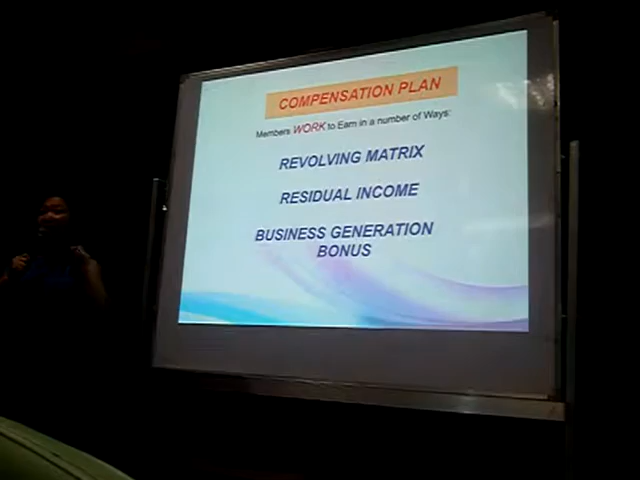 COMPENSATION PLAN
Members WORK to Earn in a number of Ways:
REVOLVING MATRIX
RESIDUAL INCOME
BUSINESS GENERATION
BONUS